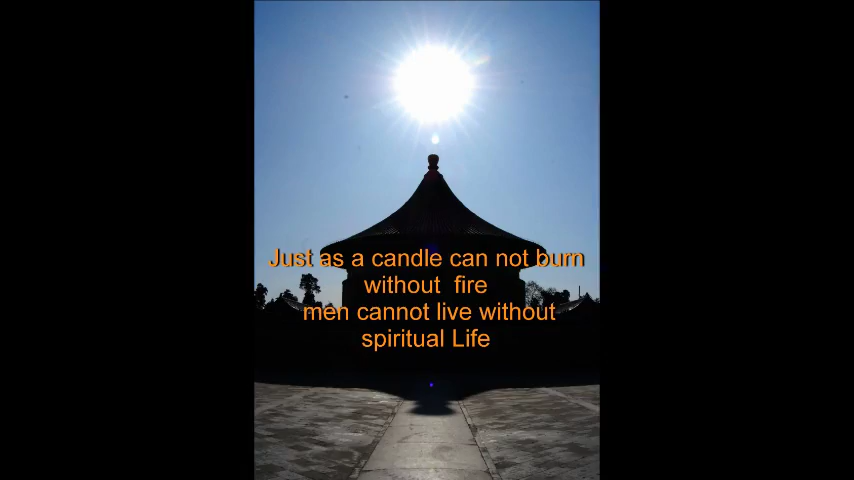 Just as a candle can not burn
without  fire
men cannot live without
spiritual Life